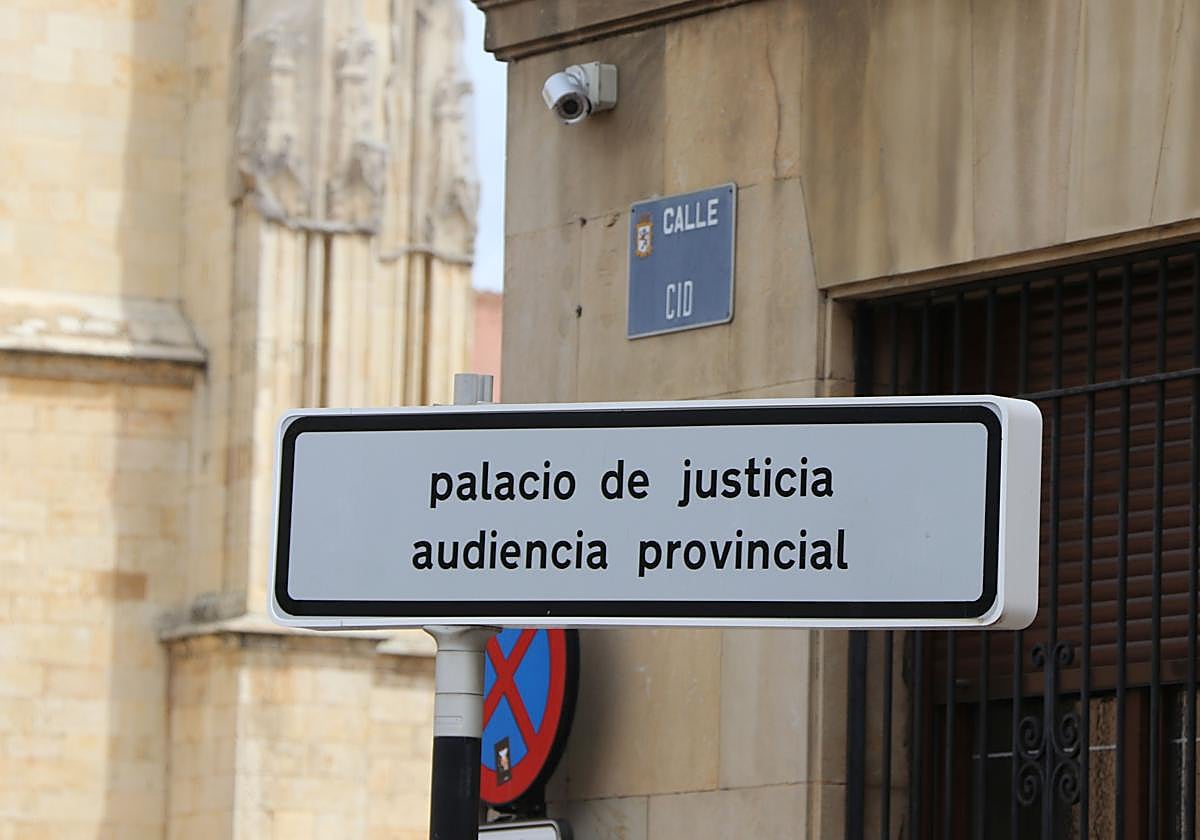 CALLE
CID
palacio de justicia
audiencia provincial